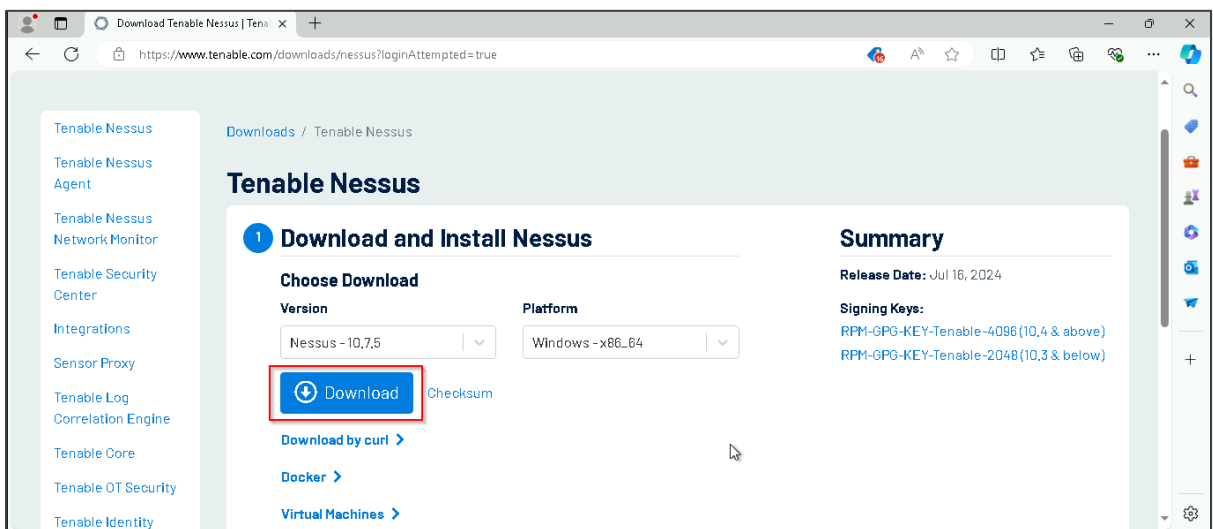 Download Tenable Nessus | Tenal
https://www.tenable.com/downloads/nessus?loginAttempted=true
16
Tenable Nessus
Tenable Nessus
Agent
Tenable Nessus
Network Monitor
Tenable Security
Center
Integrations
Sensor Proxy
Tenable Log
Correlation Engine
Tenable Core
Tenable OT Security
Tenable Identity
Downloads / Tenable Nessus
Tenable Nessus
1 Download and Install Nessus
Choose Download
Version Platform
Nessus - 10.7.5 Windows - x86_64
Download Checksum
Download by curl
Docker
Virtual Machines
Summary
Release Date: Jul 16, 2024
Signing Keys:
RPM-GPG-KEY-Tenable-4096 (10.4 & above)
RPM-GPG-KEY-Tenable-2048 (10.3 & below)